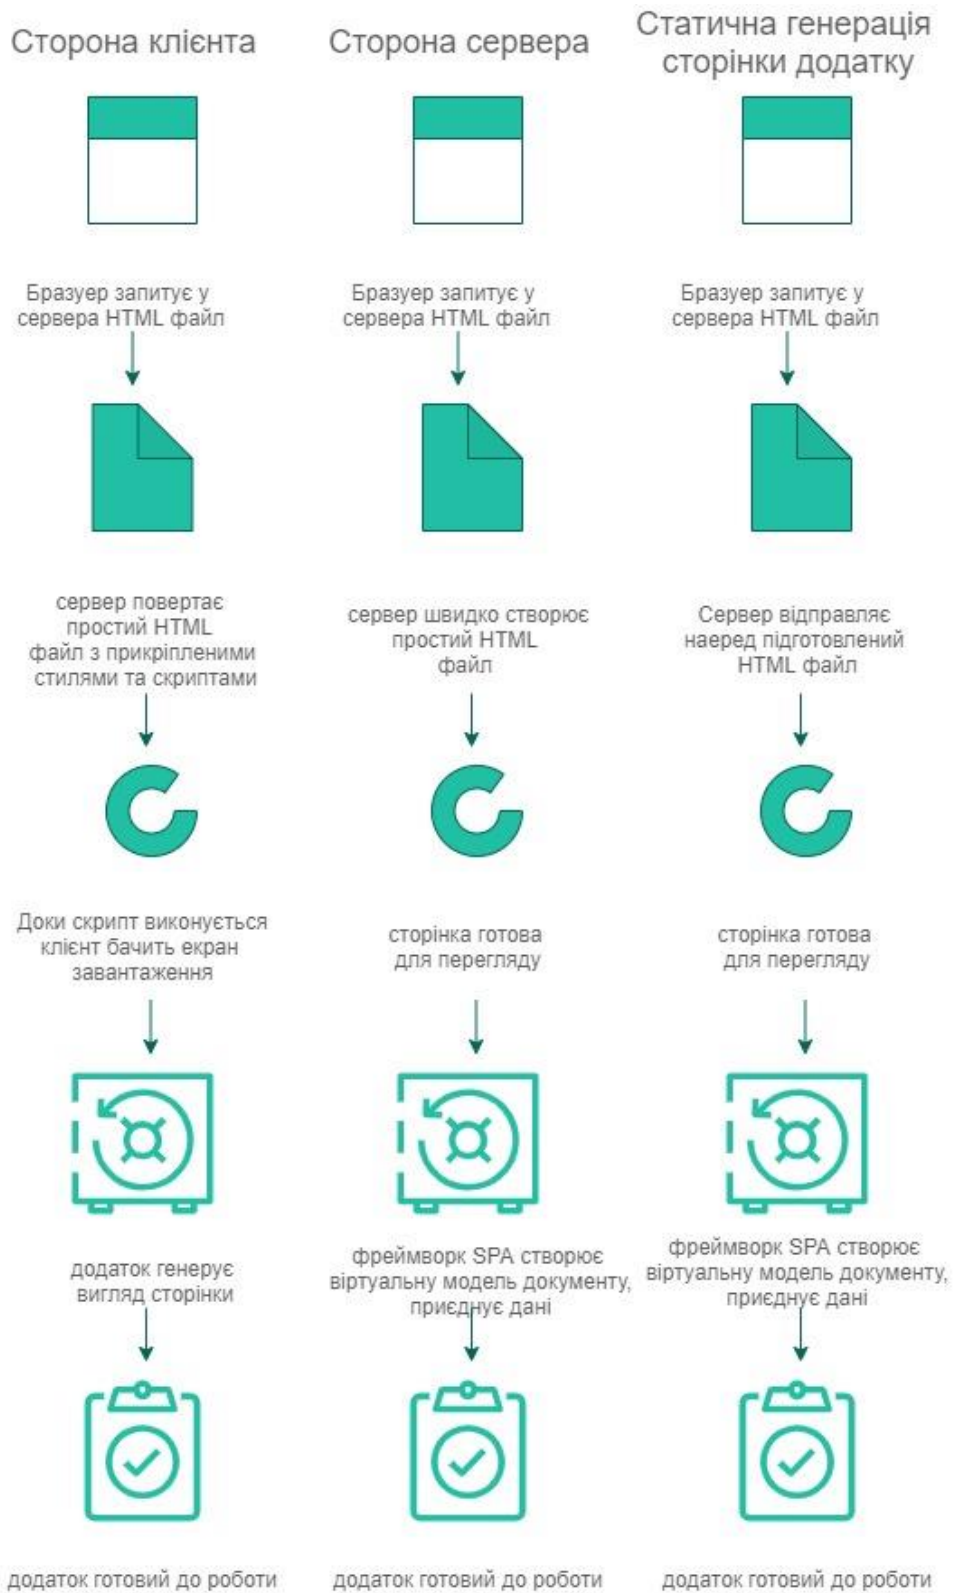 Сторона клієнта
Сторона сервера
Статична генерація
сторінки додатку
Бразуер запитує у
сервера HTML файл
Бразуер запитує у
сервера HTML файл
Бразуер запитує у
сервера HTML файл
сервер повертає
простий HTML
файл з прикріпленими
стилями та скриптами
сервер швидко створює
простий HTML
файл
Сервер відправляє
наеред підготовлений
HTML файл
Доки скрипт виконується
клієнт бачить екран
завантаження
сторінка готова
для перегляду
сторінка готова
для перегляду
додаток генерує
вигляд сторінки
фреймворк SPA створює
віртуальну модель документу,
приєднує дані
фреймворк SPA створює
віртуальну модель документу,
приєднує дані
додаток готовий до роботи
додаток готовий до роботи
додаток готовий до роботи